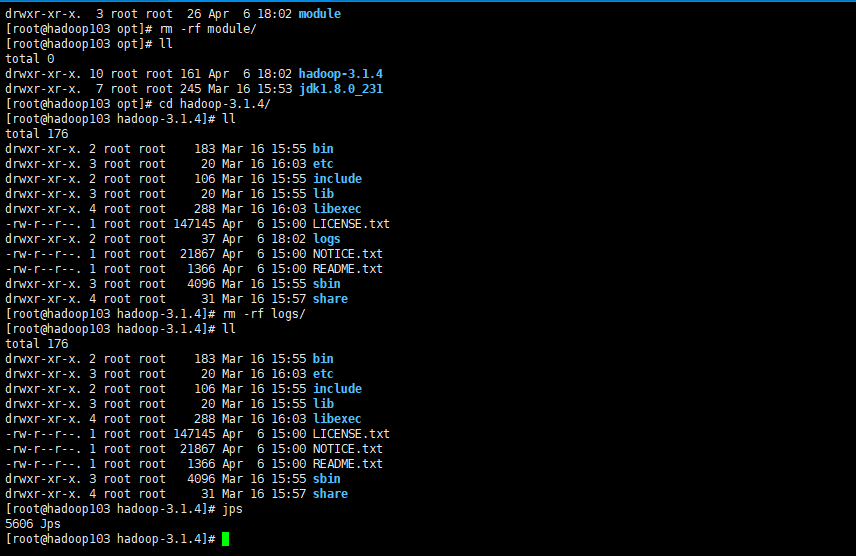 drwxr-xr-x.  3 root root  26 Apr  6 18:02 module
[root@hadoop103 opt]# rm -rf module/
[root@hadoop103 opt]# ll
total 0
drwxr-xr-x. 10 root root 161 Apr  6 18:02 hadoop-3.1.4
drwxr-xr-x.  7 root root 245 Mar 16 15:53 jdk1.8.0_231
[root@hadoop103 opt]# cd hadoop-3.1.4/
[root@hadoop103 hadoop-3.1.4]# ll
total 176
drwxr-xr-x. 2 root root    183 Mar 16 15:55 bin
drwxr-xr-x. 3 root root     20 Mar 16 16:03 etc
drwxr-xr-x. 2 root root    106 Mar 16 15:55 include
drwxr-xr-x. 3 root root     20 Mar 16 15:55 lib
drwxr-xr-x. 4 root root    288 Mar 16 16:03 libexec
-rw-r--r--. 1 root root 147145 Apr  6 15:00 LICENSE.txt
drwxr-xr-x. 2 root root     37 Apr  6 18:02 logs
-rw-r--r--. 1 root root  21867 Apr  6 15:00 NOTICE.txt
-rw-r--r--. 1 root root   1366 Apr  6 15:00 README.txt
drwxr-xr-x. 3 root root   4096 Mar 16 15:55 sbin
drwxr-xr-x. 4 root root     31 Mar 16 15:57 share
[root@hadoop103 hadoop-3.1.4]# rm -rf logs/
[root@hadoop103 hadoop-3.1.4]# ll
total 176
drwxr-xr-x. 2 root root    183 Mar 16 15:55 bin
drwxr-xr-x. 3 root root     20 Mar 16 16:03 etc
drwxr-xr-x. 2 root root    106 Mar 16 15:55 include
drwxr-xr-x. 3 root root     20 Mar 16 15:55 lib
drwxr-xr-x. 4 root root    288 Mar 16 16:03 libexec
-rw-r--r--. 1 root root 147145 Apr  6 15:00 LICENSE.txt
-rw-r--r--. 1 root root  21867 Apr  6 15:00 NOTICE.txt
-rw-r--r--. 1 root root   1366 Apr  6 15:00 README.txt
drwxr-xr-x. 3 root root   4096 Mar 16 15:55 sbin
drwxr-xr-x. 4 root root     31 Mar 16 15:57 share
[root@hadoop103 hadoop-3.1.4]# jps
5606 Jps
[root@hadoop103 hadoop-3.1.4]#